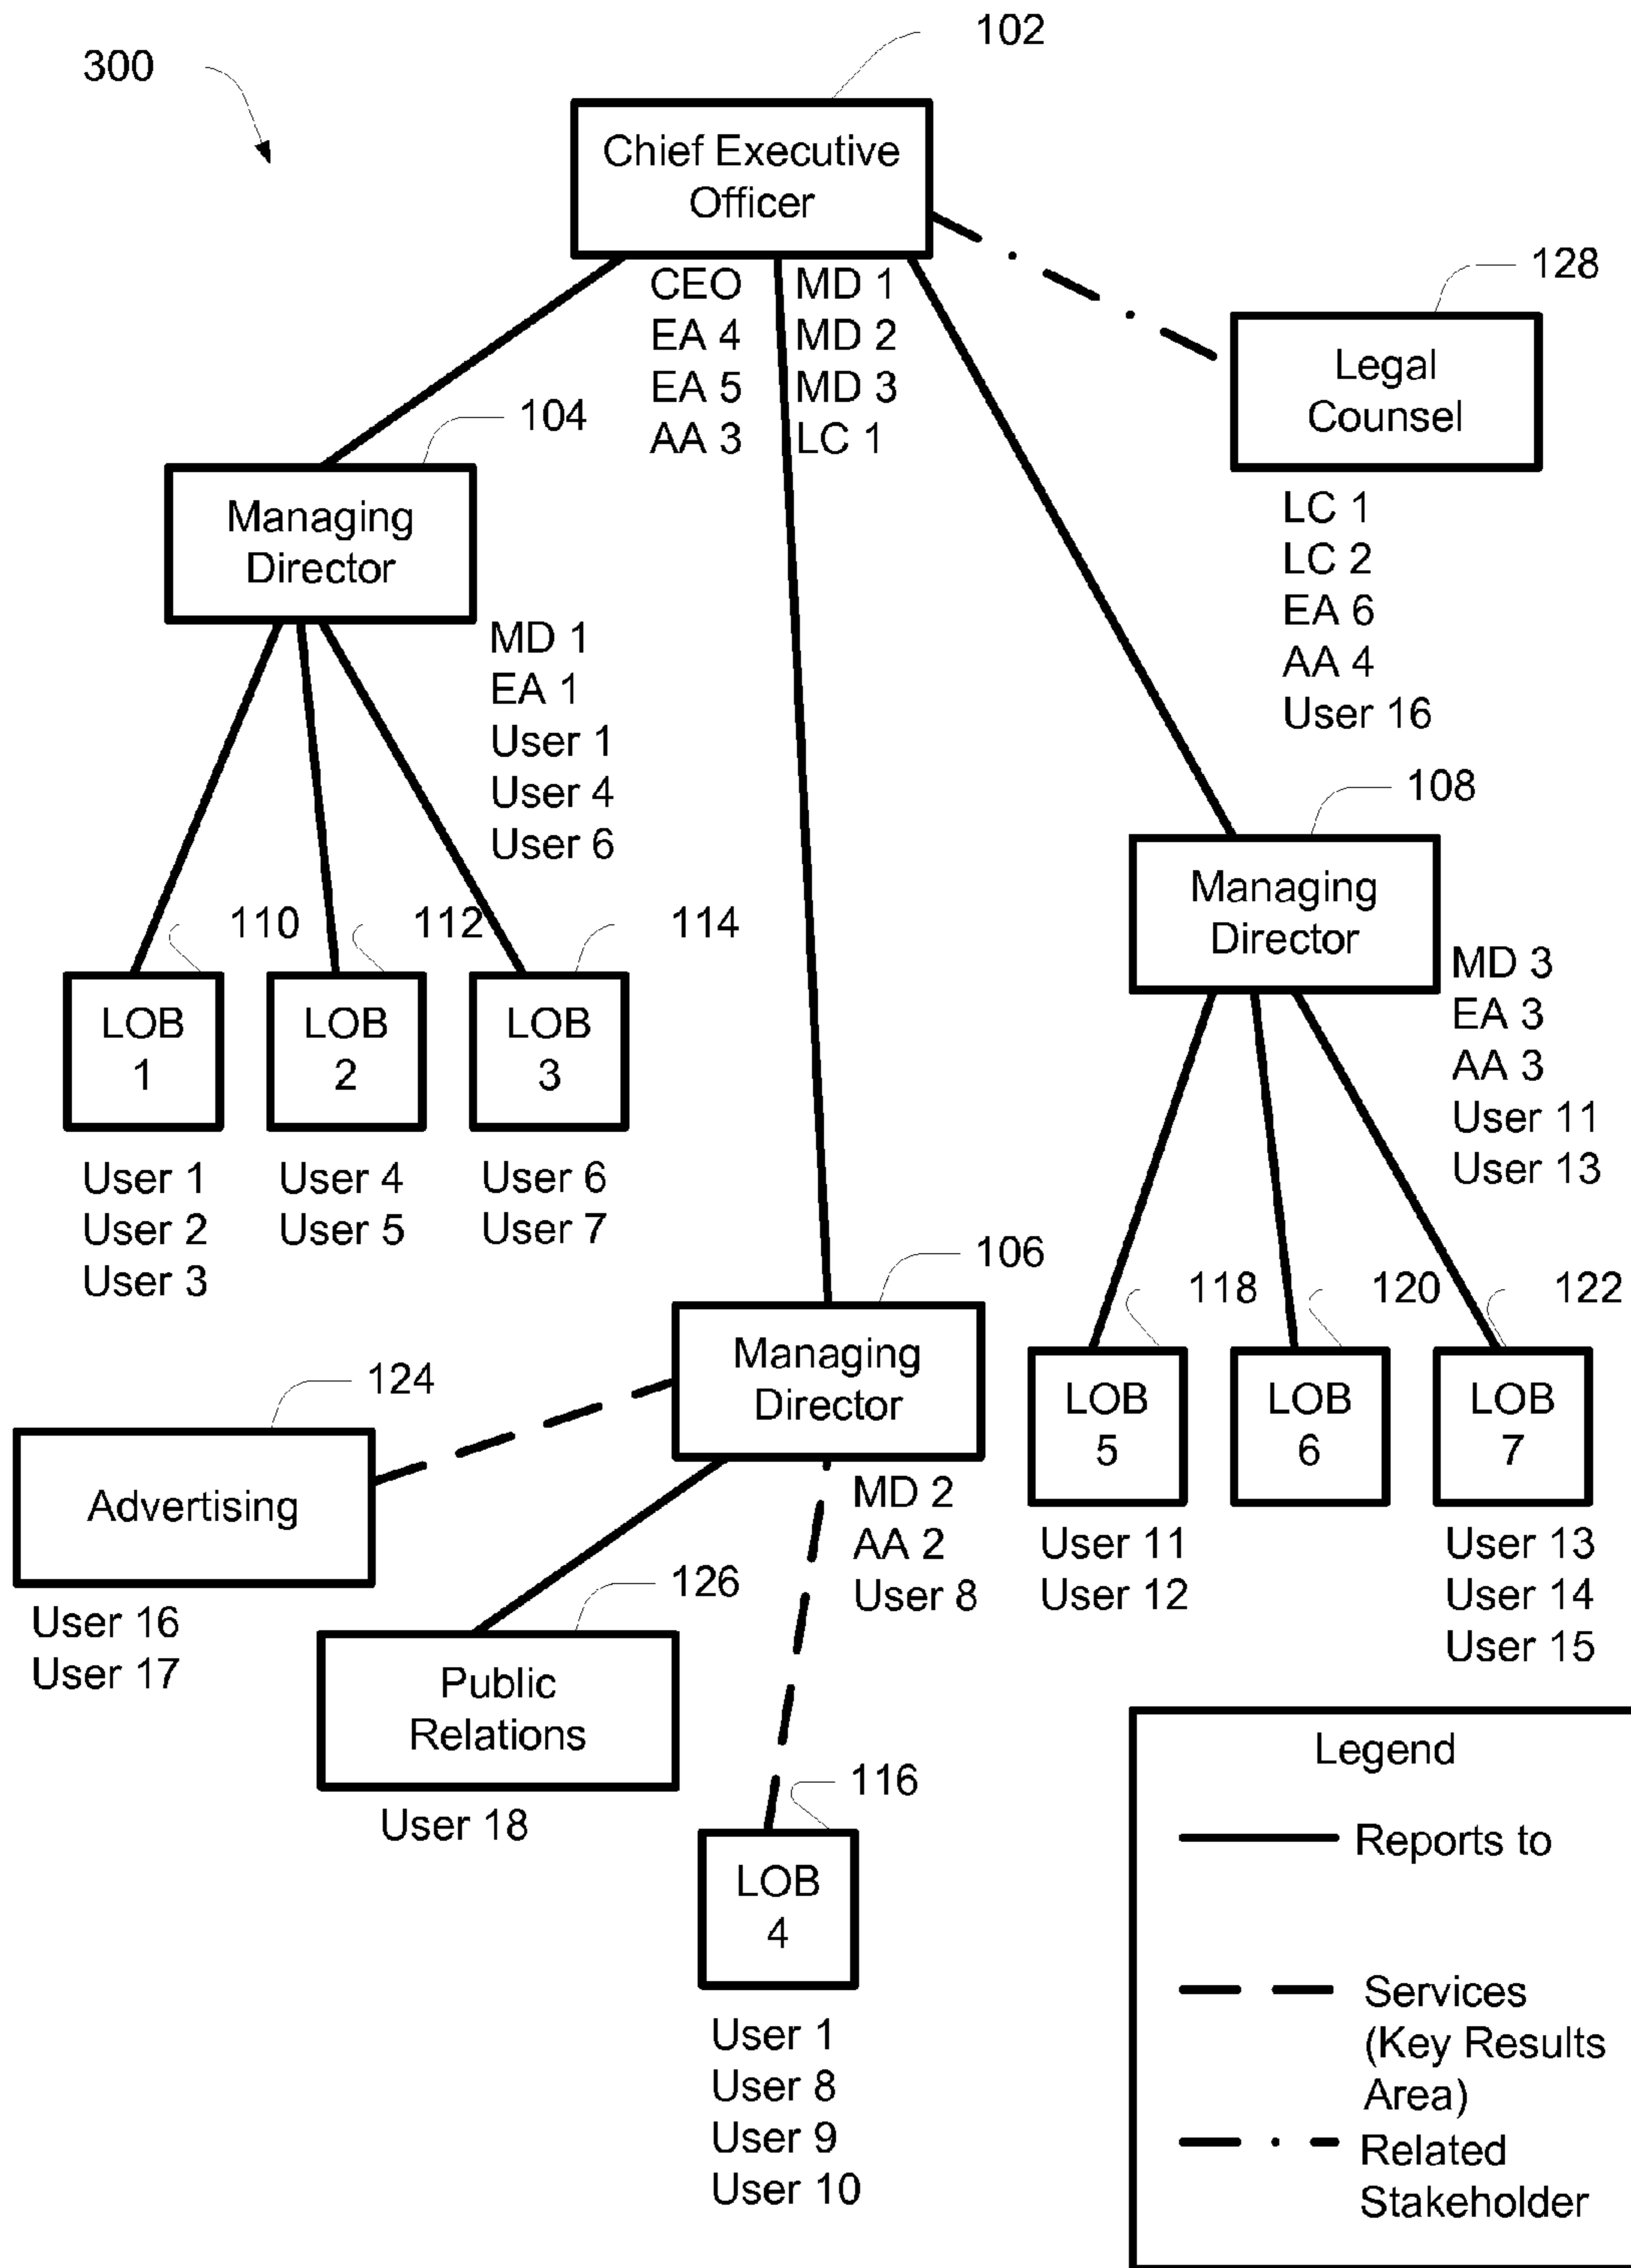 300
102
Chief Executive
Officer
CEO
EA 4
EA 5
AA 3
MD 1
MD 2
MD 3
LC 1
128
Legal
Counsel
LC 1
LC 2
EA 6
AA 4
User 16
104
Managing
Director
MD 1
EA 1
User 1
User 4
User 6
110
LOB
1
User 1
User 2
User 3
112
LOB
2
User 4
User 5
114
LOB
3
User 6
User 7
108
Managing
Director
MD 3
EA 3
AA 3
User 11
User 13
118
LOB
5
User 11
User 12
120
LOB
6
122
LOB
7
User 13
User 14
User 15
106
Managing
Director
MD 2
AA 2
User 8
124
Advertising
User 16
User 17
126
Public
Relations
User 18
116
LOB
4
User 1
User 8
User 9
User 10
Legend
Reports to
Services
(Key Results
Area)
Related
Stakeholder